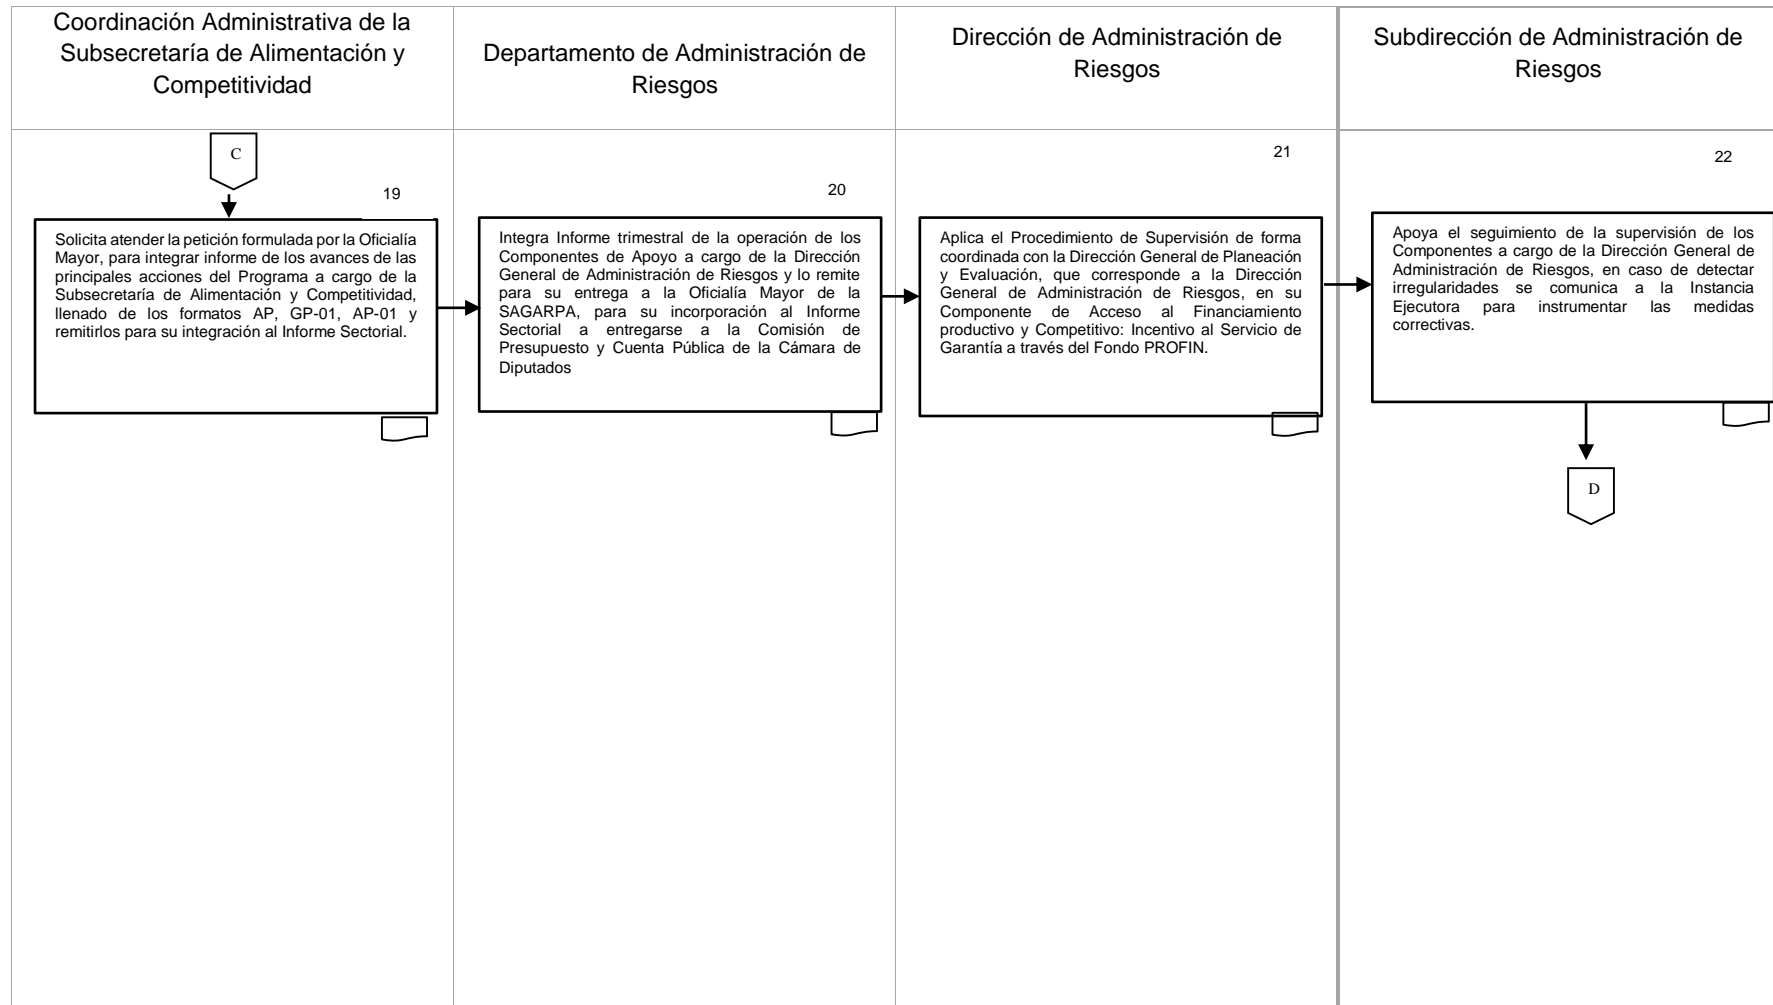 Coordinación Administrativa de la
Subsecretaría de Alimentación y
Competitividad
Departamento de Administración de
Riesgos
Dirección de Administración de
Riesgos
Subdirección de Administración de
Riesgos
C
19
Solicita atender la petición formulada por la Oficialía
Mayor, para integrar informe de los avances de las
principales acciones del Programa a cargo de la
Subsecretaría de Alimentación y Competitividad,
llenado de los formatos AP, GP-01, AP-01 y
remitirlos para su integración al Informe Sectorial.
20
Integra Informe trimestral de la operación de los
Componentes de Apoyo a cargo de la Dirección
General de Administración de Riesgos y lo remite
para su entrega a la Oficialía Mayor de la
SAGARPA, para su incorporación al Informe
Sectorial a entregarse a la Comisión de
Presupuesto y Cuenta Pública de la Cámara de
Diputados
21
Aplica el Procedimiento de Supervisión de forma
coordinada con la Dirección General de Planeación
y Evaluación, que corresponde a la Dirección
General de Administración de Riesgos, en su
Componente de Acceso al Financiamiento
productivo y Competitivo: Incentivo al Servicio de
Garantía a través del Fondo PROFIN.
22
Apoya el seguimiento de la supervisión de los
Componentes a cargo de la Dirección General de
Administración de Riesgos, en caso de detectar
irregularidades se comunica a la Instancia
Ejecutora para instrumentar las medidas
correctivas.
D